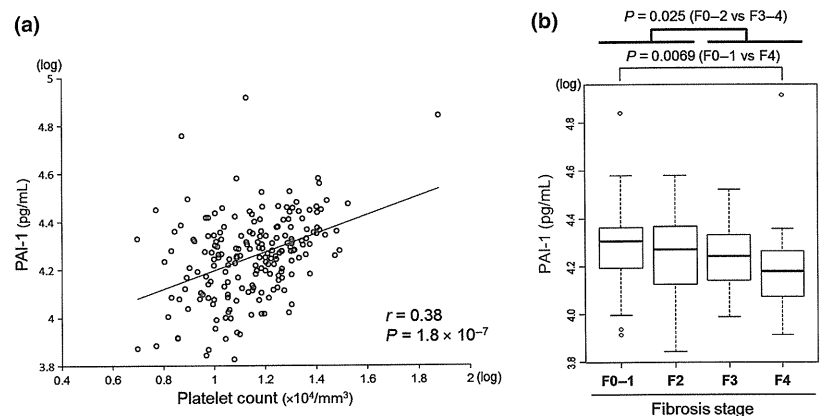 (a)
(log)
5
4.8
4.6
4.4
4.2
4
3.8
PAI-1 (pg/mL)
r = 0.38
P = 1.8 × 10⁻⁷
0.4 0.6 0.8 1 1.2 1.4 1.6 1.8 2 (log)
Platelet count (×10⁴/mm³)
(b)
P = 0.025 (F0–2 vs F3–4)
P = 0.0069 (F0–1 vs F4)
(log)
4.8
4.6
4.4
4.2
4.0
3.8
PAI-1 (pg/mL)
F0–1 F2 F3 F4
Fibrosis stage